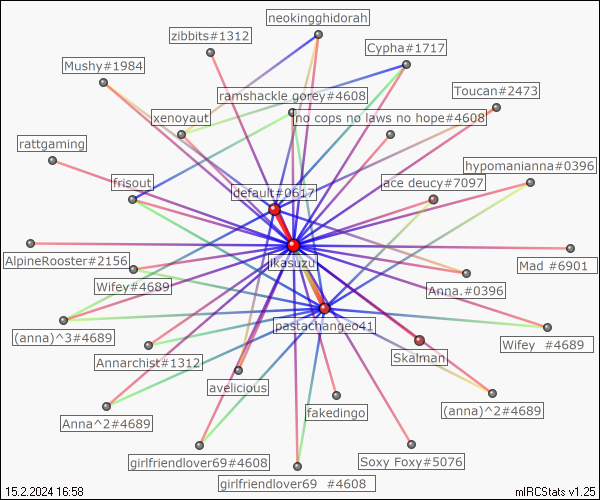 neokingghidorah
zibbits#1312
Cypha#1717
Mushy#1984
ramshackle gorey#4608
Toucan#2473
xenoyaut
no cops no laws no hope#4608
rattgaming
hypomanianna#0396
frisout
ace deucy#7097
default#0617
AlpineRooster#2156
ikasuzu
Mad #6901
Wifey#4689
Anna.#0396
(anna)^3#4689
pastachangeo41
Wifey #4689
Annarchist#1312
Skalman
avelicious
Anna^2#4689
fakedingo
(anna)^2#4689
girlfriendlover69#4608
Soxy Foxy#5076
girlfriendlover69 #4608
15.2.2024 16:58
mIRCStats v1.25